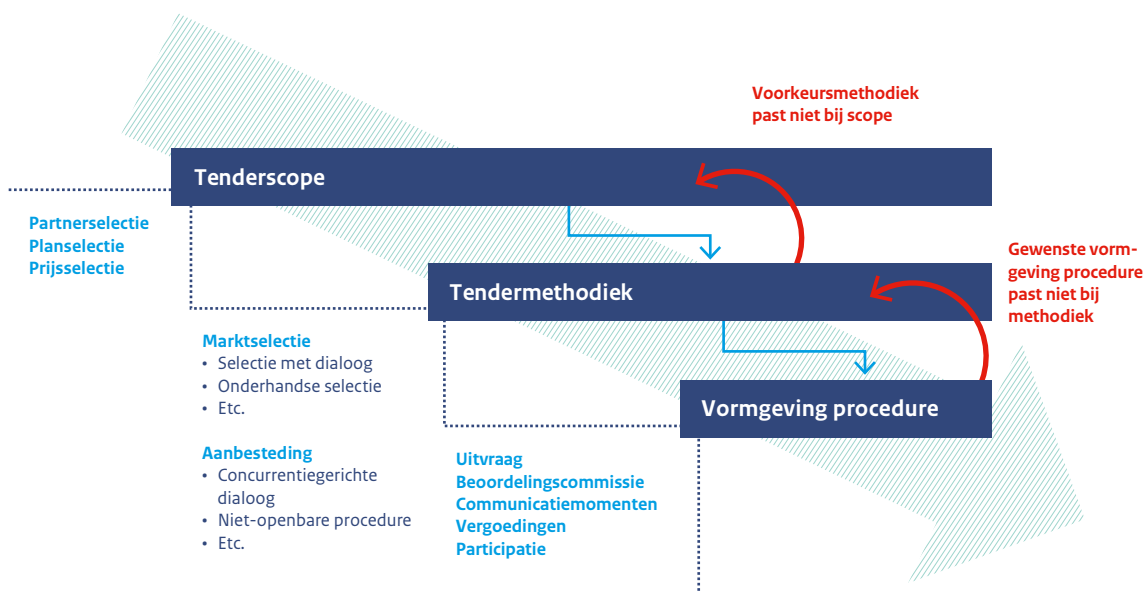 Voorkeursmethodiek
past niet bij scope
Tenderscope
Partnerselectie
Planselectie
Prijsselectie
Gewenste vorm-
geving procedure
past niet bij
methodiek
Tendermethodiek
Marktselectie
• Selectie met dialoog
• Onderhandse selectie
• Etc.
Aanbesteding
• Concurrentiegerichte
dialoog
• Niet-openbare procedure
• Etc.
Vormgeving procedure
Uitvraag
Beoordelingscommissie
Communicatiemomenten
Vergoedingen
Participatie